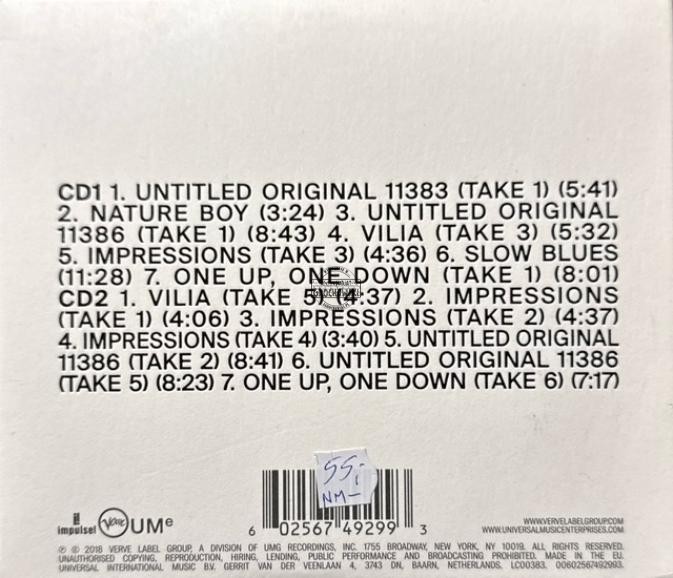 CD1 1. UNTITLED ORIGINAL 11383 (TAKE 1) (5:41)
2. NATURE BOY (3:24) 3. UNTITLED ORIGINAL
11386 (TAKE 1) (8:43) 4. VILIA (TAKE 3) (5:32)
5. IMPRESSIONS (TAKE 3) (4:36) 6. SLOW BLUES
(11:28) 7. ONE UP, ONE DOWN (TAKE 1) (8:01)
CD2 1. VILIA (TAKE 5) (4:37) 2. IMPRESSIONS
(TAKE 1) (4:06) 3. IMPRESSIONS (TAKE 2) (4:37)
4. IMPRESSIONS (TAKE 4) (3:40) 5. UNTITLED ORIGINAL
11386 (TAKE 2) (8:41) 6. UNTITLED ORIGINAL 11386
(TAKE 5) (8:23) 7. ONE UP, ONE DOWN (TAKE 6) (7:17)
55,-
NM-
impulse! Verve UMe
6 02567 49299 3
WWW.VERVELABELGROUP.COM
WWW.UNIVERSALMUSICENTERPRISES.COM
℗ © 2018 VERVE LABEL GROUP, A DIVISION OF UMG RECORDINGS, INC. 1755 BROADWAY, NEW YORK, NY 10019. ALL RIGHTS RESERVED.
UNAUTHORISED COPYING, REPRODUCTION, HIRING, LENDING, PUBLIC PERFORMANCE AND BROADCASTING PROHIBITED. MADE IN THE EU.
UNIVERSAL INTERNATIONAL MUSIC B.V. GERRIT VAN DER VEENLAAN 4, 3743 DN, BAARN, NETHERLANDS. LC00383. 00602567492993.